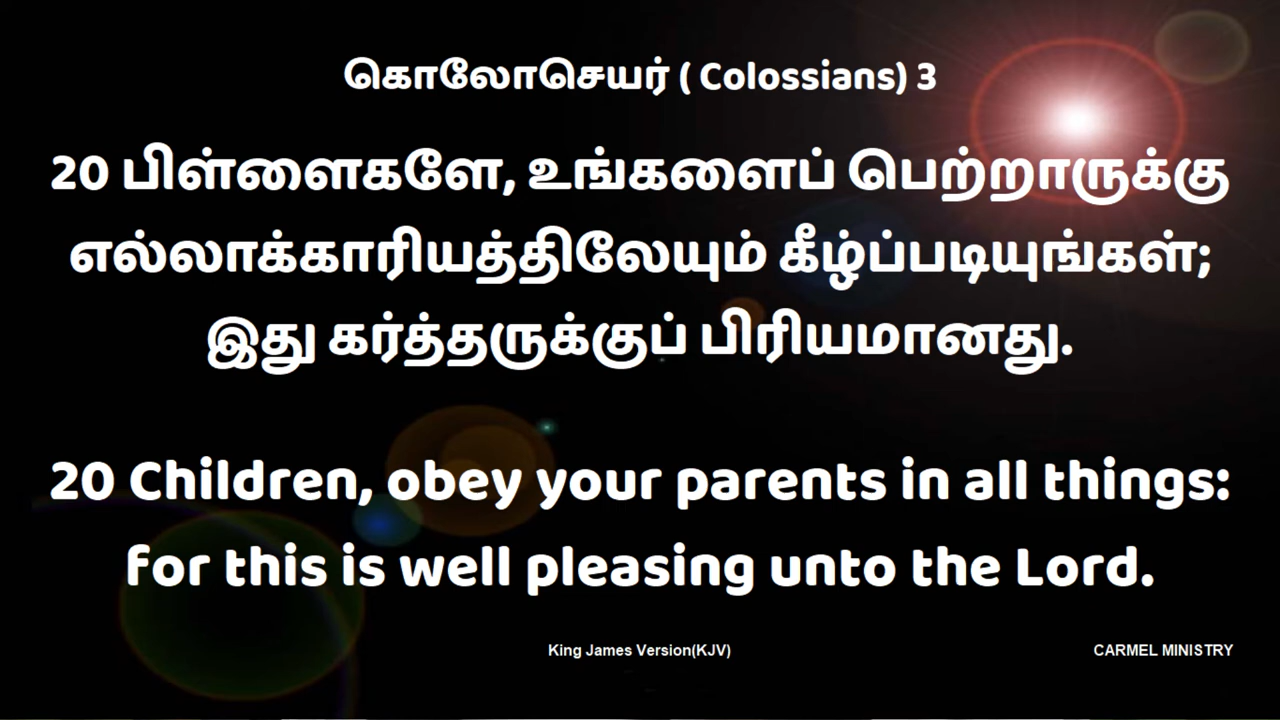 கொலோசெயர் ( Colossians) 3
20 பிள்ளைகளே, உங்களைப் பெற்றாருக்கு
எல்லாக்காரியத்திலேயும் கீழ்ப்படியுங்கள்;
இது கர்த்தருக்குப் பிரியமானது.
20 Children, obey your parents in all things:
for this is well pleasing unto the Lord.
King James Version(KJV)
CARMEL MINISTRY